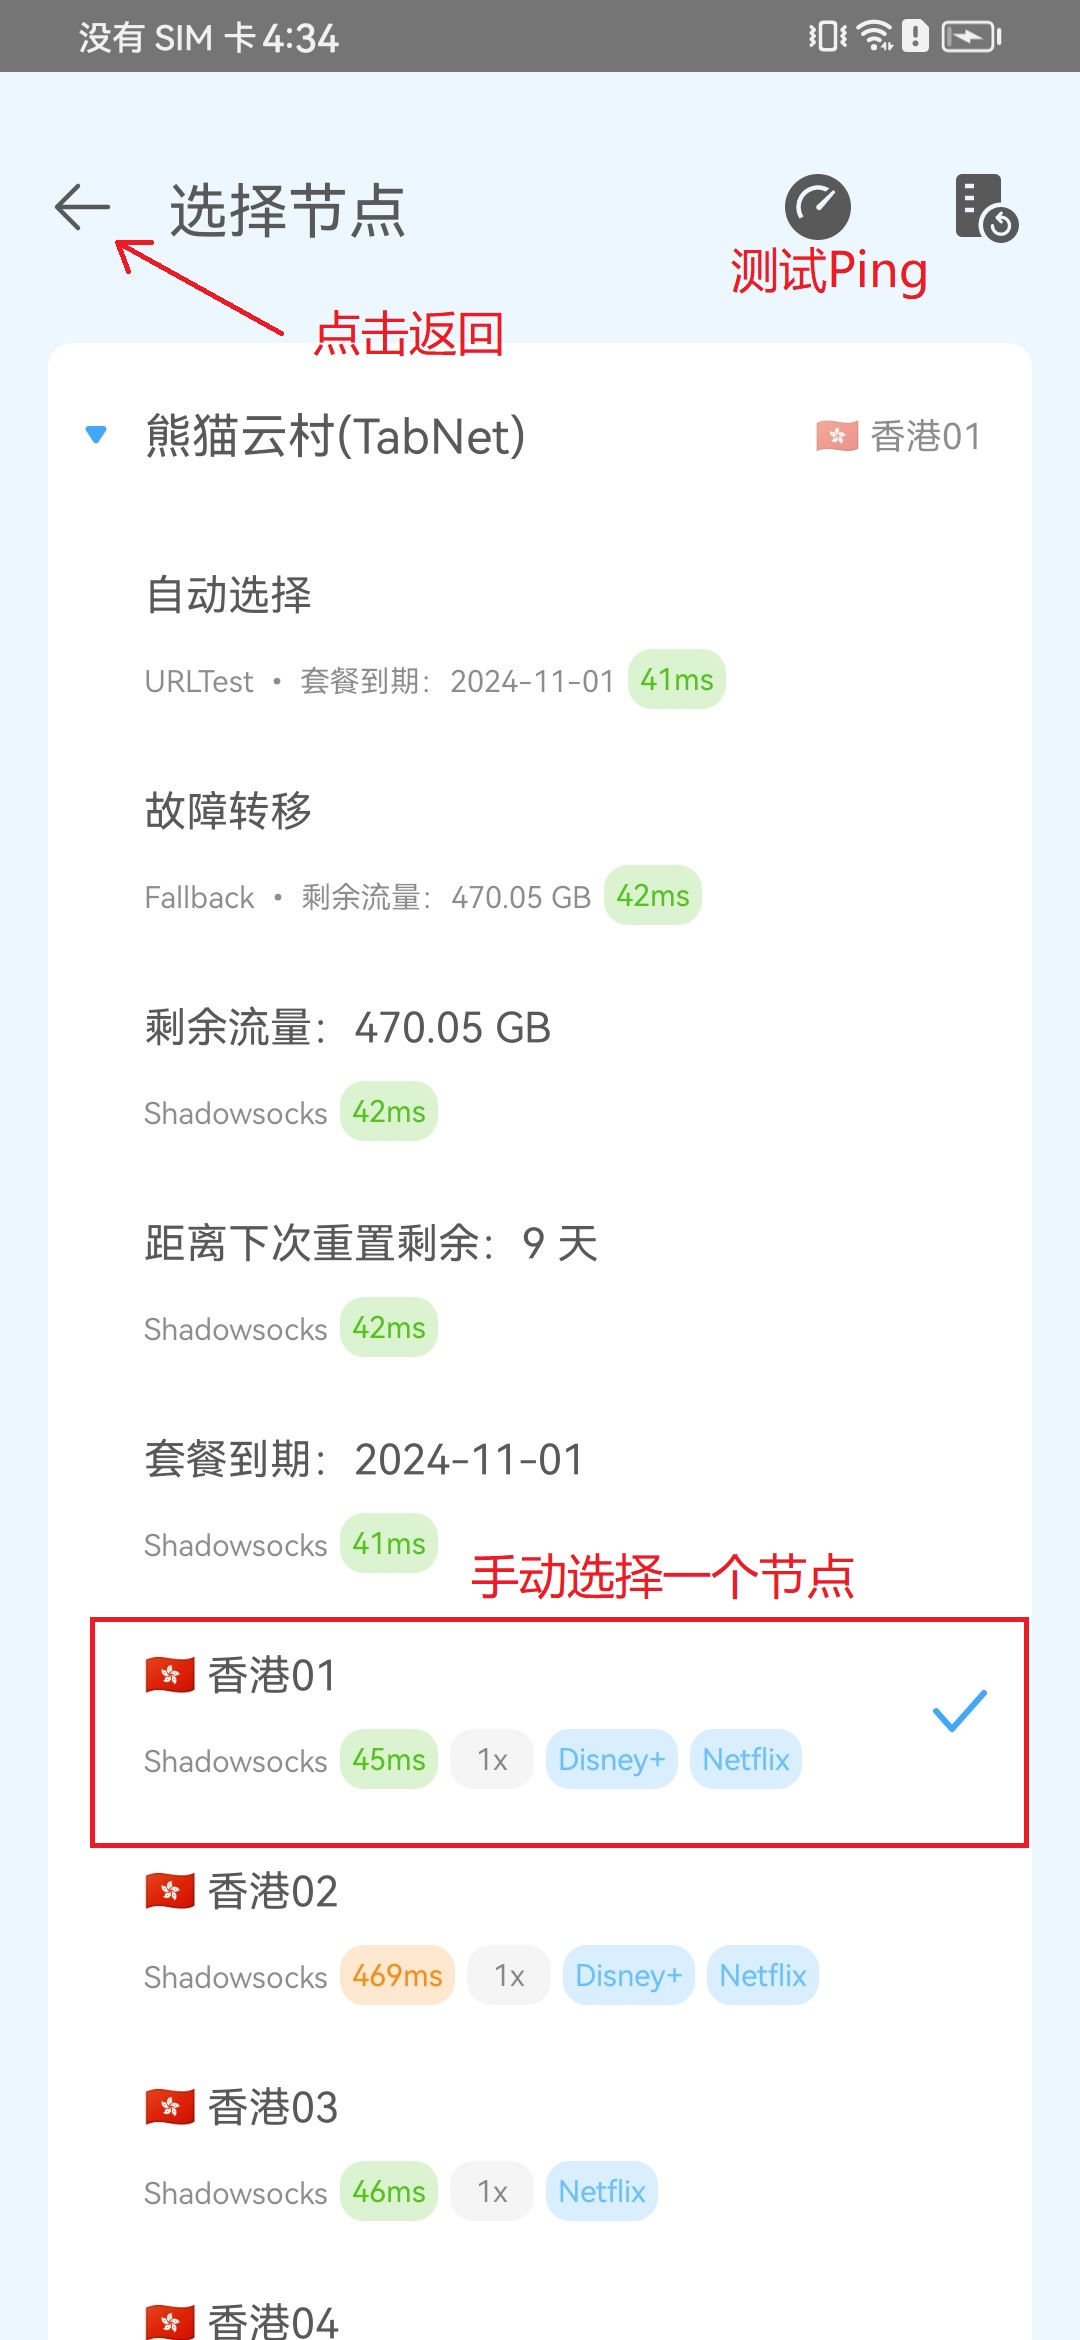 没有 SIM 卡 4:34
选择节点
测试Ping
点击返回
熊猫云村(TabNet)
🇭🇰 香港01
自动选择
URLTest • 套餐到期：2024-11-01 41ms
故障转移
Fallback • 剩余流量：470.05 GB 42ms
剩余流量：470.05 GB
Shadowsocks 42ms
距离下次重置剩余：9 天
Shadowsocks 42ms
套餐到期：2024-11-01
Shadowsocks 41ms
手动选择一个节点
🇭🇰 香港01
Shadowsocks 45ms 1x Disney+ Netflix
🇭🇰 香港02
Shadowsocks 469ms 1x Disney+ Netflix
🇭🇰 香港03
Shadowsocks 46ms 1x Netflix
🇭🇰 香港04